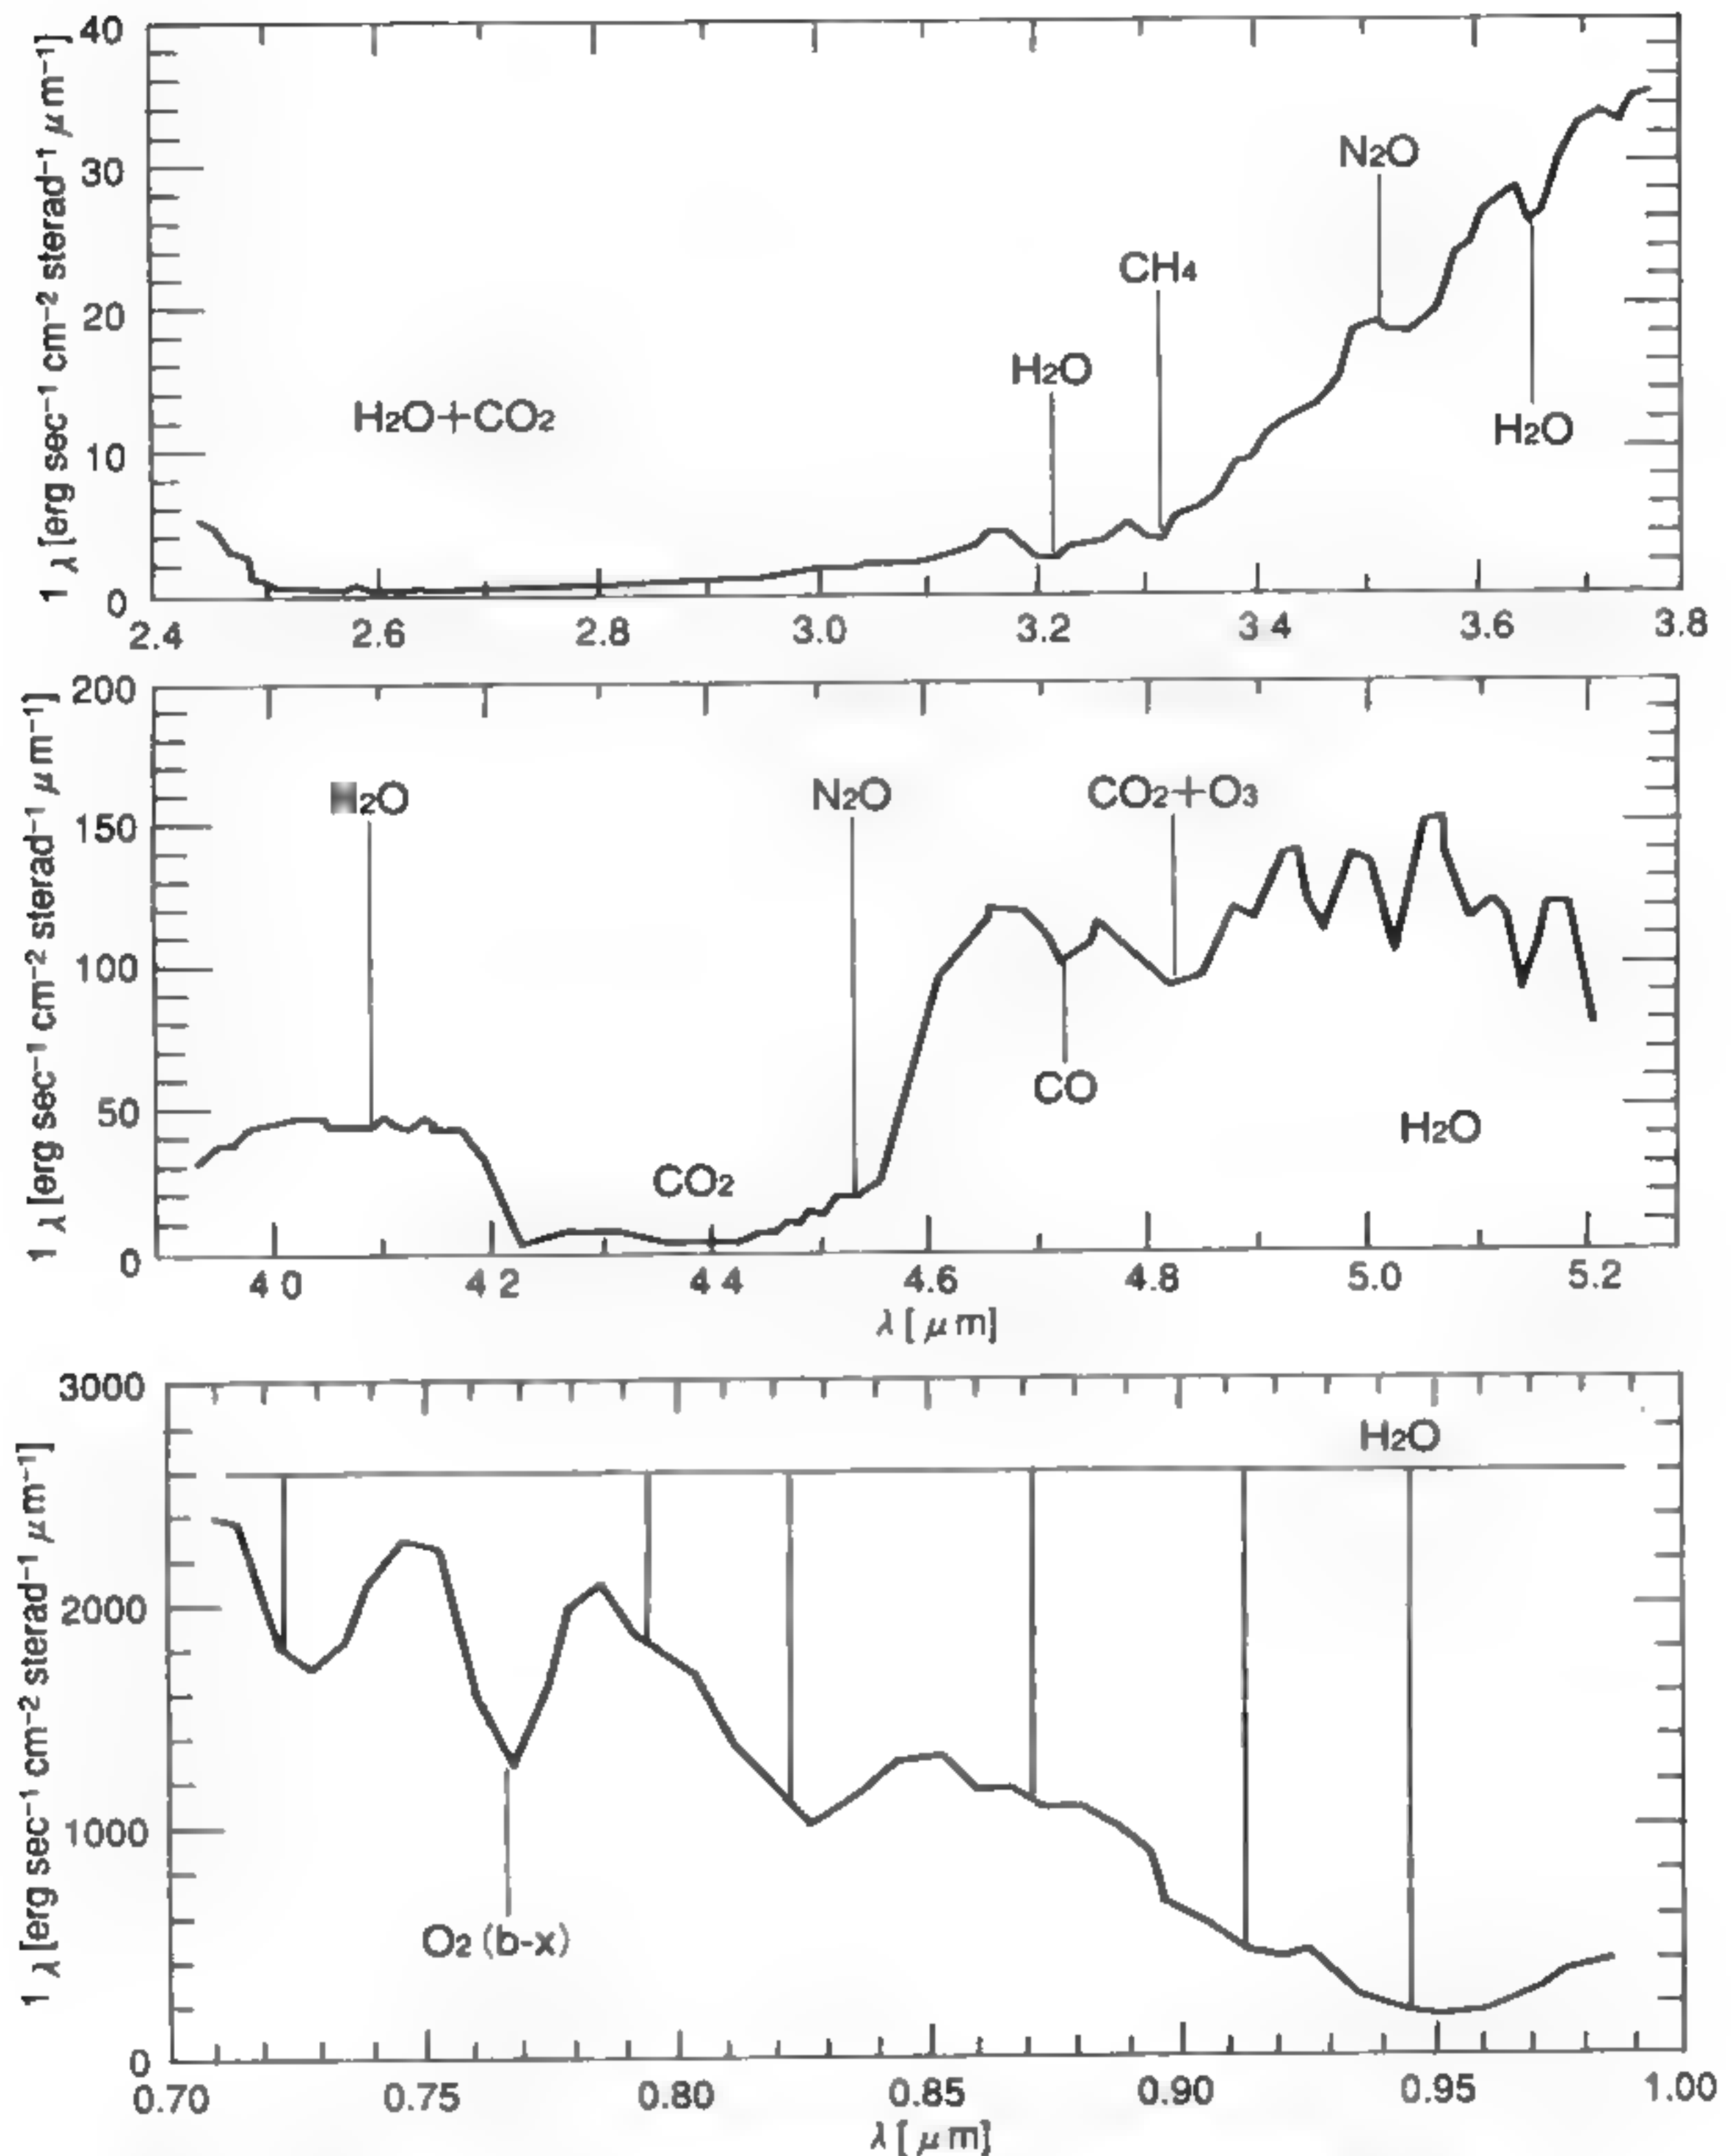 1 λ [erg sec⁻¹ cm⁻² sterad⁻¹ μm⁻¹]
40
30
20
10
0
N₂O
CH₄
H₂O
H₂O+CO₂
H₂O
2.4 2.6 2.8 3.0 3.2 3 4 3.6 3.8
1 λ [erg sec⁻¹ cm⁻² sterad⁻¹ μm⁻¹]
200
150
100
50
0
H₂O N₂O CO₂+O₃
CO
CO₂
H₂O
4 0 4 2 4 4 4.6 4.8 5.0 5.2
λ [μm]
1 λ [erg sec⁻¹ cm⁻² sterad⁻¹ μm⁻¹]
3000
2000
1000
0
H₂O
O₂ (b-x)
0.70 0.75 0.80 0.85 0.90 0.95 1.00
λ [μm]